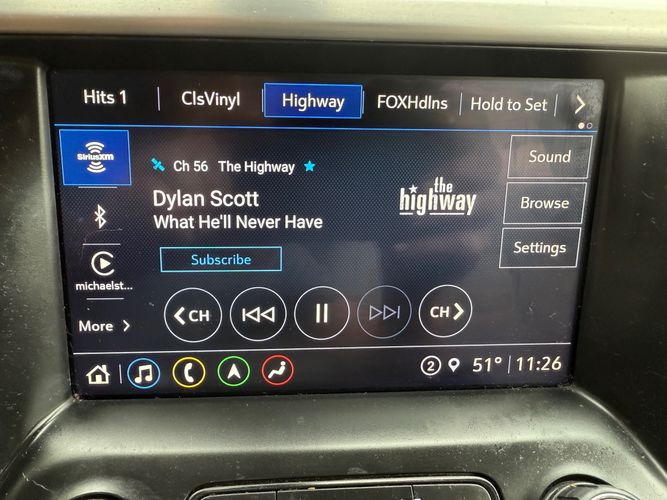 Hits 1
ClsVinyl
Highway
FOXHdlns
Hold to Set
SiriusXM
Ch 56 The Highway
Sound
Dylan Scott
the highway
What He'll Never Have
Browse
Subscribe
Settings
michaelst...
CH
CH
More
2
51°
11:26